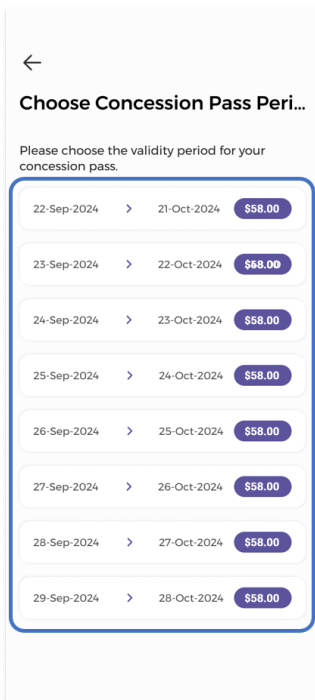 Choose Concession Pass Peri...
Please choose the validity period for your
concession pass.
22-Sep-2024 > 21-Oct-2024 $58.00
23-Sep-2024 > 22-Oct-2024 $58.00
24-Sep-2024 > 23-Oct-2024 $58.00
25-Sep-2024 > 24-Oct-2024 $58.00
26-Sep-2024 > 25-Oct-2024 $58.00
27-Sep-2024 > 26-Oct-2024 $58.00
28-Sep-2024 > 27-Oct-2024 $58.00
29-Sep-2024 > 28-Oct-2024 $58.00